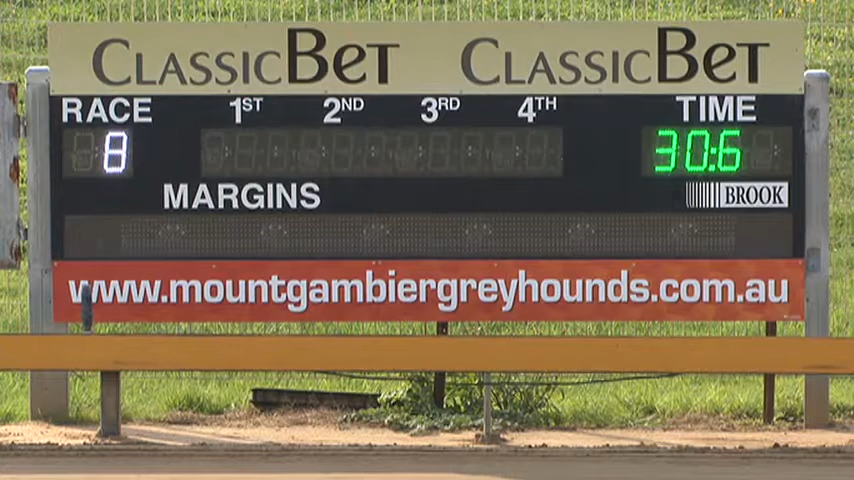 CLASSICBET CLASSICBET
RACE 1ST 2ND 3RD 4TH TIME
8 30:6
MARGINS BROOK
www.mountgambiergreyhounds.com.au